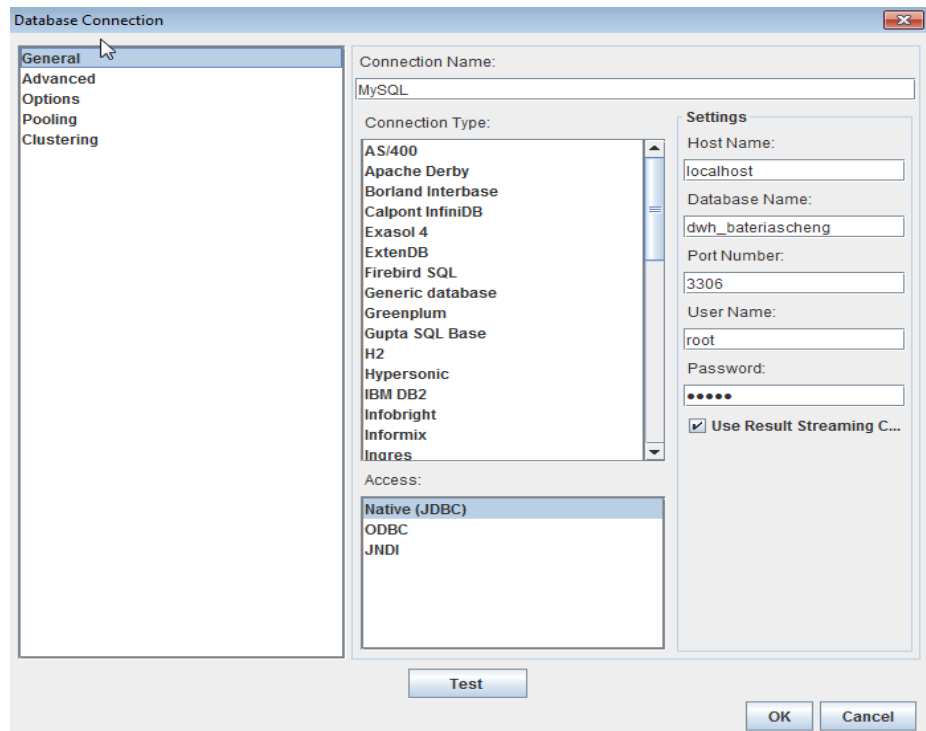 Database Connection
General
Advanced
Options
Pooling
Clustering
Connection Name:
MySQL
Connection Type:
AS/400
Apache Derby
Borland Interbase
Calpont InfiniDB
Exasol 4
ExtenDB
Firebird SQL
Generic database
Greenplum
Gupta SQL Base
H2
Hypersonic
IBM DB2
Infobright
Informix
Ingres
Access:
Native (JDBC)
ODBC
JNDI
Settings
Host Name:
localhost
Database Name:
dwh_bateriascheng
Port Number:
3306
User Name:
root
Password:
•••••
Use Result Streaming C...
Test
OK
Cancel